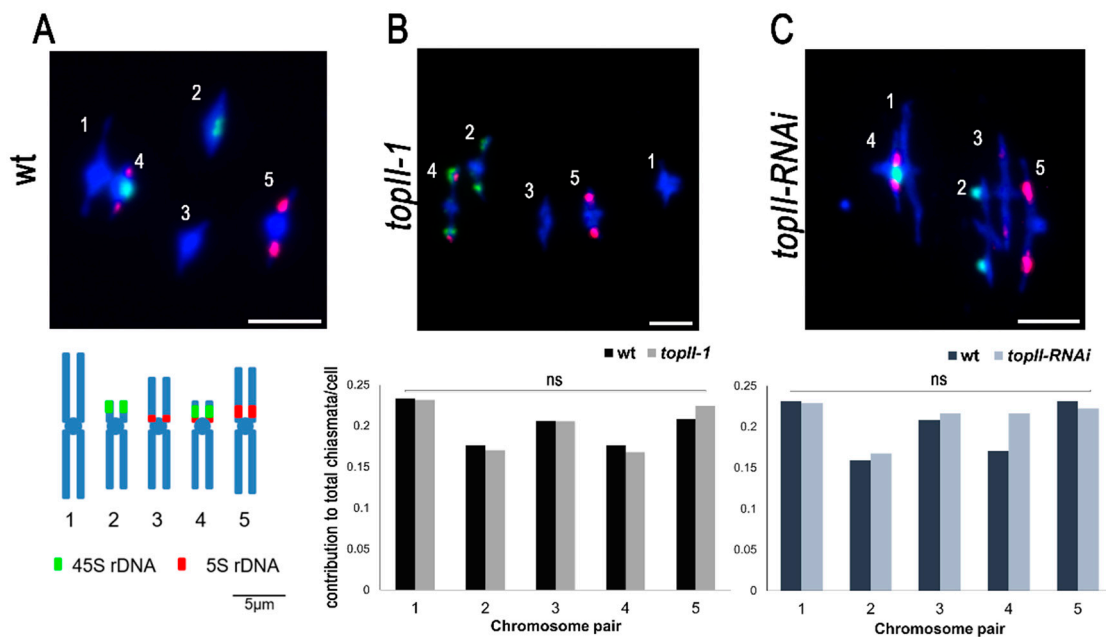 A
wt
1
2
4
3
5
B
topII-1
2
4
1
3
5
C
topII-RNAi
1
4
3
5
2
1 2 3 4 5
45S rDNA 5S rDNA
5µm
wt topII-1
ns
contribution to total chiasmata/cell
0.25
0.2
0.15
0.1
0.05
0
1 2 3 4 5
Chromosome pair
wt topII-RNAi
ns
0.25
0.2
0.15
0.1
0.05
0
1 2 3 4 5
Chromosome pair